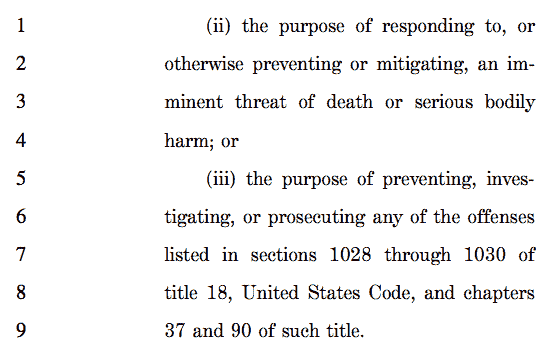 1 (ii) the purpose of responding to, or
2 otherwise preventing or mitigating, an im-
3 minent threat of death or serious bodily
4 harm; or
5 (iii) the purpose of preventing, inves-
6 tigating, or prosecuting any of the offenses
7 listed in sections 1028 through 1030 of
8 title 18, United States Code, and chapters
9 37 and 90 of such title.